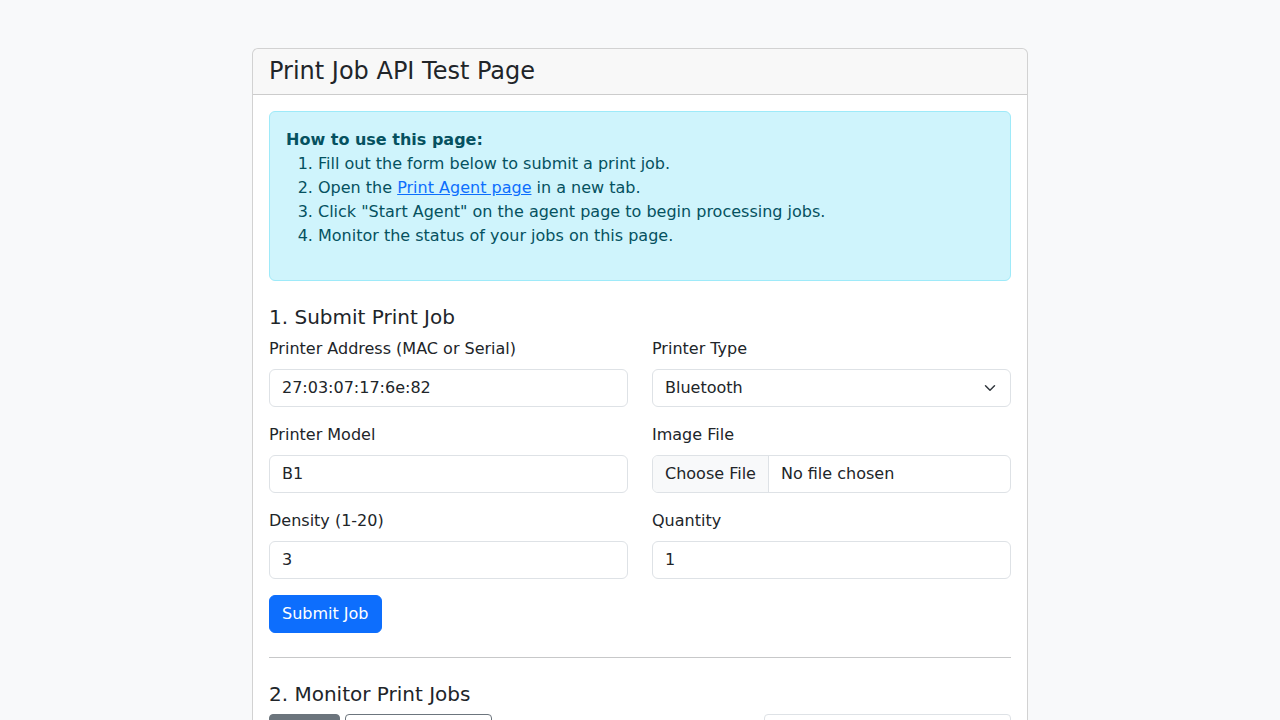 Print Job API Test Page
How to use this page:
1. Fill out the form below to submit a print job.
2. Open the Print Agent page in a new tab.
3. Click "Start Agent" on the agent page to begin processing jobs.
4. Monitor the status of your jobs on this page.
1. Submit Print Job
Printer Address (MAC or Serial)
27:03:07:17:6e:82
Printer Type
Bluetooth
Printer Model
B1
Image File
Choose File No file chosen
Density (1-20)
3
Quantity
1
Submit Job
2. Monitor Print Jobs